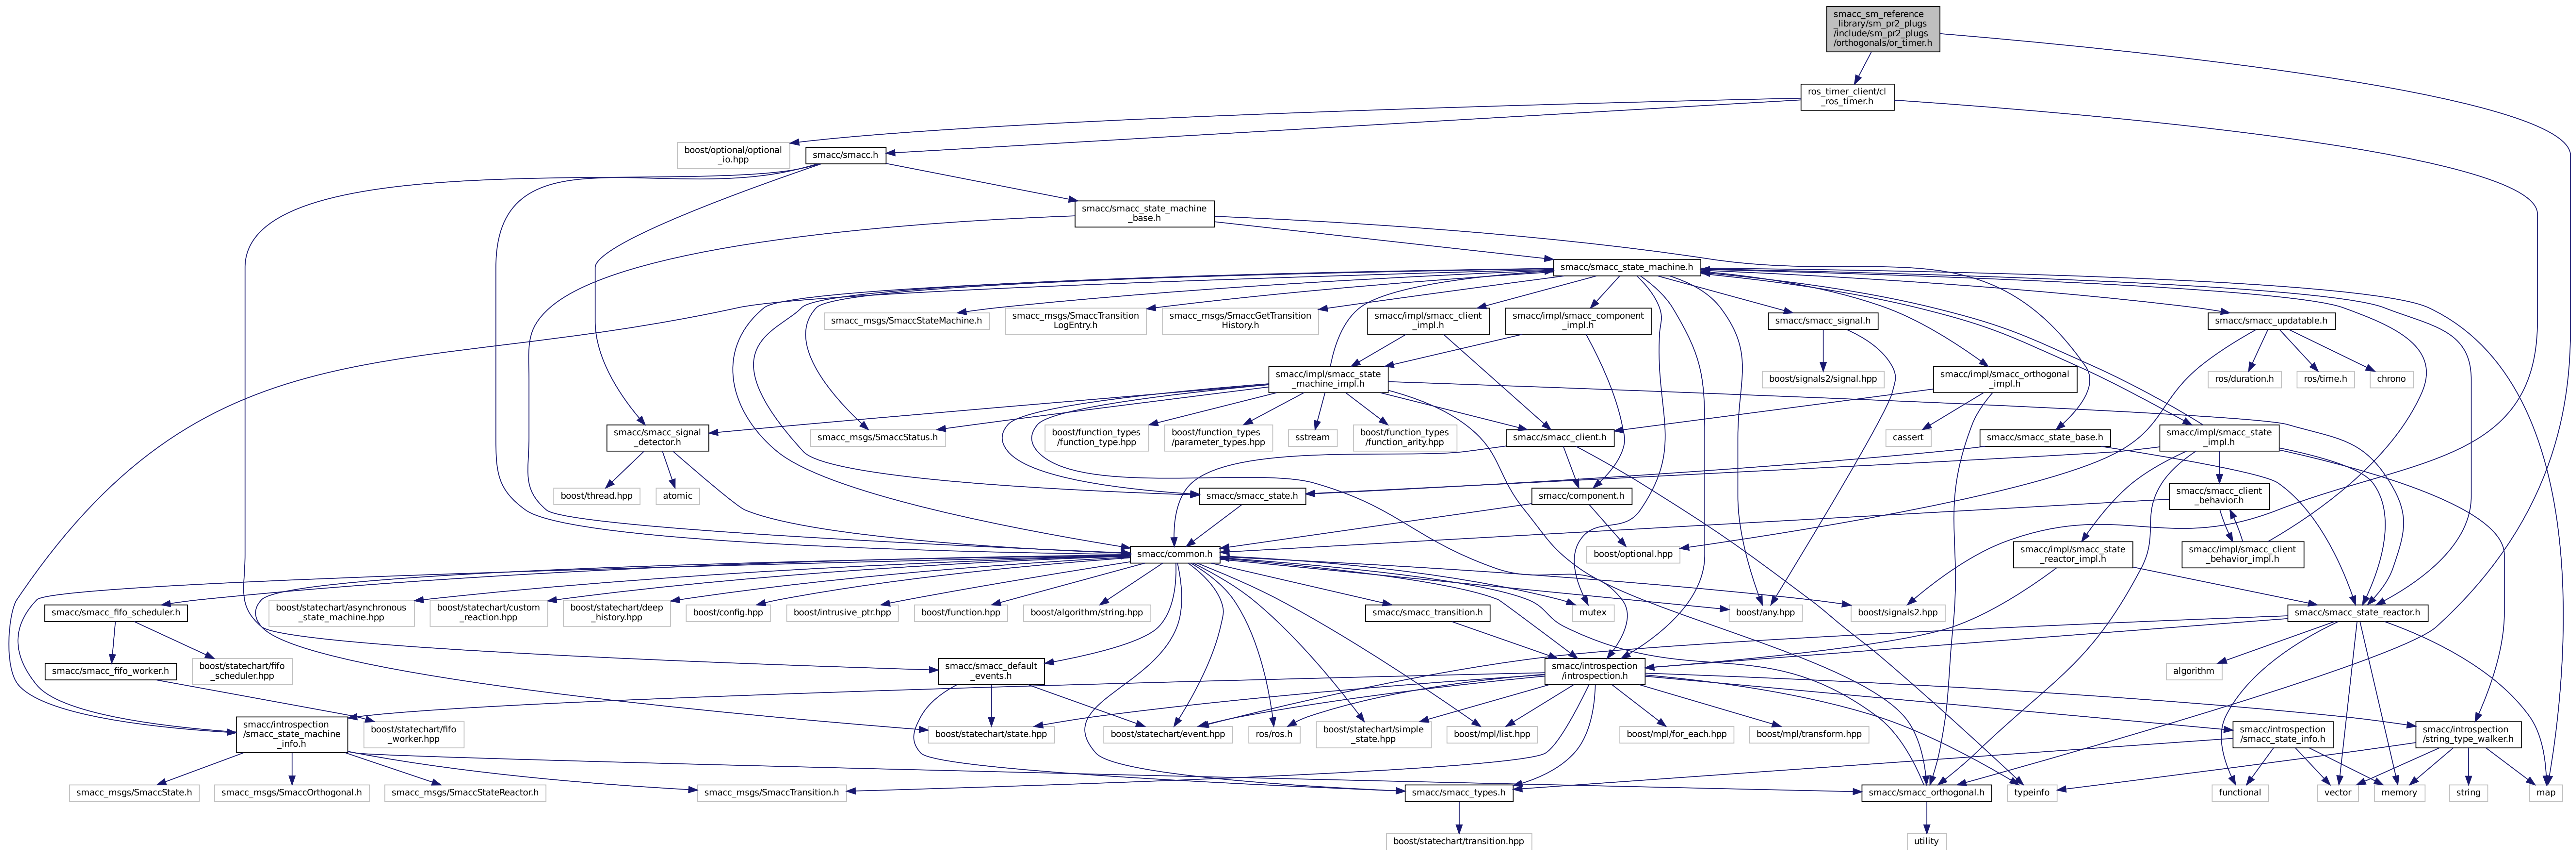 smacc_sm_reference
_library/sm_pr2_plugs
/include/sm_pr2_plugs
/orthogonals/or_timer.h
ros_timer_client/cl
_ros_timer.h
boost/optional/optional
_io.hpp
smacc/smacc.h
smacc/smacc_state_machine
_base.h
smacc/smacc_state_machine.h
smacc_msgs/SmaccStateMachine.h
smacc_msgs/SmaccTransition
LogEntry.h
smacc_msgs/SmaccGetTransition
History.h
smacc/impl/smacc_client
_impl.h
smacc/impl/smacc_component
_impl.h
smacc/smacc_signal.h
smacc/smacc_updatable.h
smacc/impl/smacc_state
_machine_impl.h
boost/signals2/signal.hpp
smacc/impl/smacc_orthogonal
_impl.h
ros/duration.h
ros/time.h
chrono
smacc/smacc_signal
_detector.h
smacc_msgs/SmaccStatus.h
boost/function_types
/function_type.hpp
boost/function_types
/parameter_types.hpp
sstream
boost/function_types
/function_arity.hpp
smacc/smacc_client.h
cassert
smacc/smacc_state_base.h
smacc/impl/smacc_state
_impl.h
boost/thread.hpp
atomic
smacc/smacc_state.h
smacc/component.h
smacc/smacc_client
_behavior.h
smacc/common.h
boost/optional.hpp
smacc/impl/smacc_state
_reactor_impl.h
smacc/impl/smacc_client
_behavior_impl.h
smacc/smacc_fifo_scheduler.h
boost/statechart/asynchronous
_state_machine.hpp
boost/statechart/custom
_reaction.hpp
boost/statechart/deep
_history.hpp
boost/config.hpp
boost/intrusive_ptr.hpp
boost/function.hpp
boost/algorithm/string.hpp
smacc/smacc_transition.h
mutex
boost/any.hpp
boost/signals2.hpp
smacc/smacc_state_reactor.h
smacc/smacc_fifo_worker.h
boost/statechart/fifo
_scheduler.hpp
smacc/smacc_default
_events.h
smacc/introspection
/introspection.h
algorithm
smacc/introspection
/smacc_state_machine
_info.h
boost/statechart/fifo
_worker.hpp
boost/statechart/state.hpp
boost/statechart/event.hpp
ros/ros.h
boost/statechart/simple
_state.hpp
boost/mpl/list.hpp
boost/mpl/for_each.hpp
boost/mpl/transform.hpp
smacc/introspection
/smacc_state_info.h
smacc/introspection
/string_type_walker.h
smacc_msgs/SmaccState.h
smacc_msgs/SmaccOrthogonal.h
smacc_msgs/SmaccStateReactor.h
smacc_msgs/SmaccTransition.h
smacc/smacc_types.h
smacc/smacc_orthogonal.h
typeinfo
functional
vector
memory
string
map
boost/statechart/transition.hpp
utility